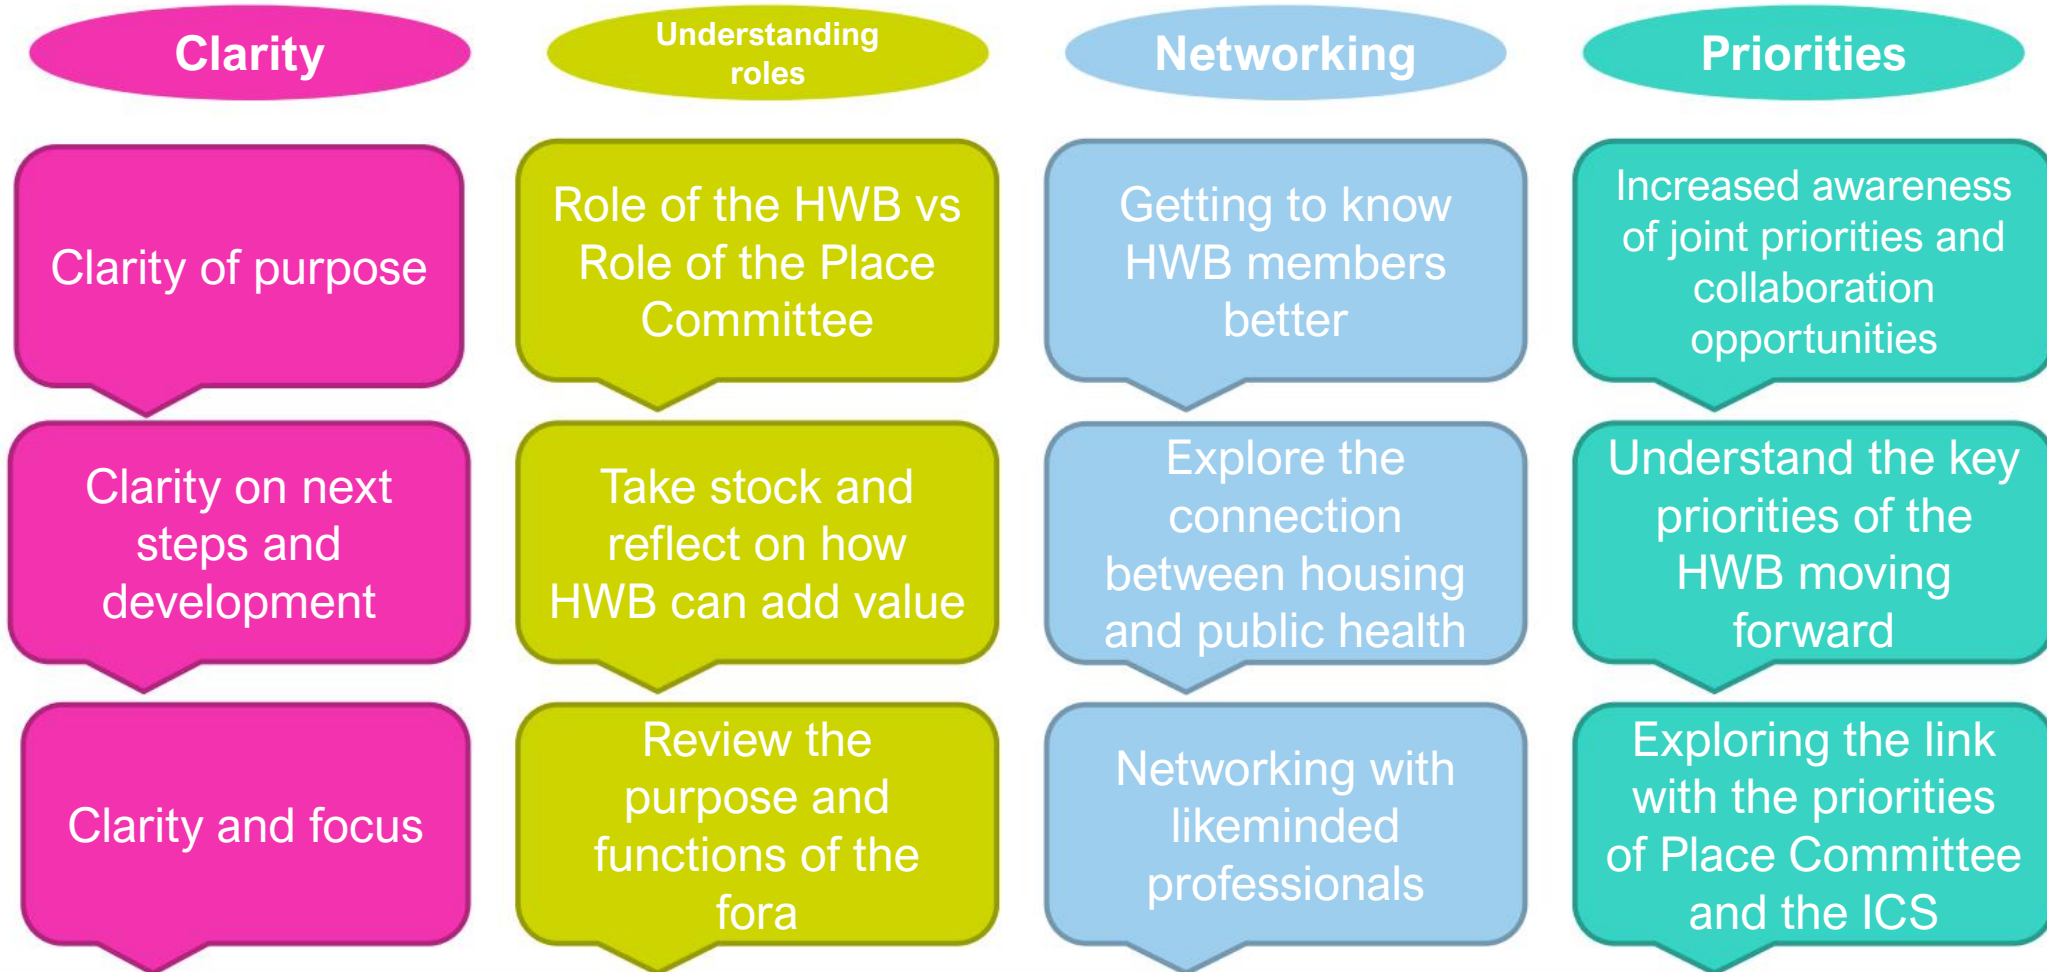 Clarity
Understanding
roles
Networking
Priorities
Clarity of purpose
Role of the HWB vs
Role of the Place
Committee
Getting to know
HWB members
better
Increased awareness
of joint priorities and
collaboration
opportunities
Clarity on next
steps and
development
Take stock and
reflect on how
HWB can add value
Explore the
connection
between housing
and public health
Understand the key
priorities of the
HWB moving
forward
Clarity and focus
Review the
purpose and
functions of the
fora
Networking with
likeminded
professionals
Exploring the link
with the priorities
of Place Committee
and the ICS